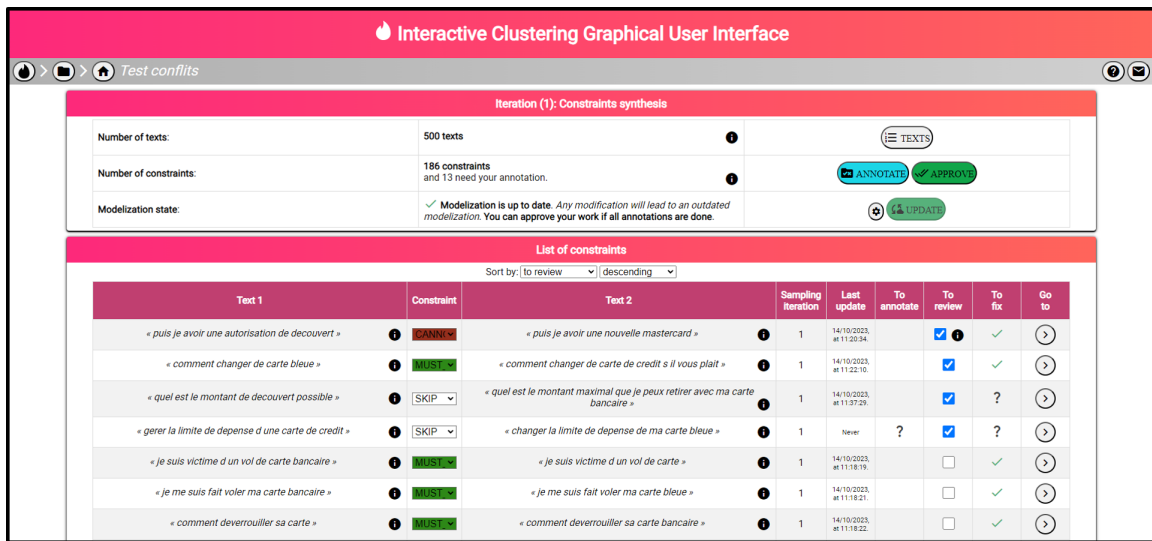 Interactive Clustering Graphical User Interface
Test conflits
Iteration (1): Constraints synthesis
Number of texts: 500 texts TEXTS
Number of constraints: 186 constraints
and 13 need your annotation. ANNOTATE APPROVE
Modelization state: Modelization is up to date. Any modification will lead to an outdated
modelization. You can approve your work if all annotations are done. UPDATE
List of constraints
Sort by: to review descending
Text 1 Constraint Text 2 Sampling iteration Last update To annotate To review To fix Go to
« puis je avoir une autorisation de decouvert » CANN « puis je avoir une nouvelle mastercard » 1 14/10/2023, at 11:20:34.
« comment changer de carte bleue » MUST_ « comment changer de carte de credit s il vous plait » 1 14/10/2023, at 11:22:10.
« quel est le montant de decouvert possible » SKIP « quel est le montant maximal que je peux retirer avec ma carte bancaire » 1 14/10/2023, at 11:37:29. ?
« gerer la limite de depense d une carte de credit » SKIP « changer la limite de depense de ma carte bleue » 1 Never ? ?
« je suis victime d un vol de carte bancaire » MUST_ « je suis victime d un vol de carte » 1 14/10/2023, at 11:18:19.
« je me suis fait voler ma carte bancaire » MUST_ « je me suis fait voler ma carte bleue » 1 14/10/2023, at 11:18:21.
« comment deverrouiller sa carte » MUST_ « comment deverrouiller sa carte bancaire » 1 14/10/2023, at 11:18:22.